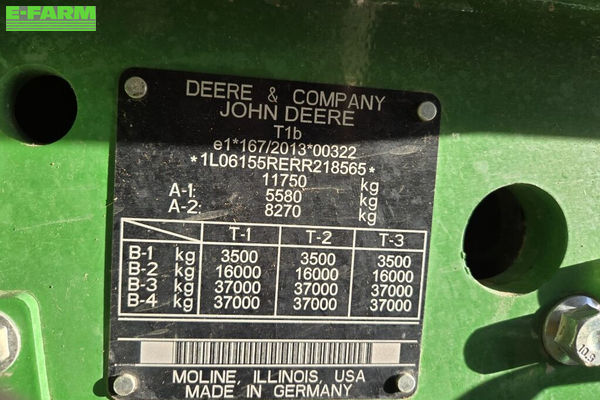 E-FARM
DEERE & COMPANY
JOHN DEERE
T1b
e1*167/2013*00322
*1L06155RERR218565*
11750 kg
A-1: 5580 kg
A-2: 8270 kg
T-1 T-2 T-3
B-1 kg 3500 3500 3500
B-2 kg 16000 16000 16000
B-3 kg 37000 37000 37000
B-4 kg 37000 37000 37000
MOLINE, ILLINOIS, USA
MADE IN GERMANY
10.9